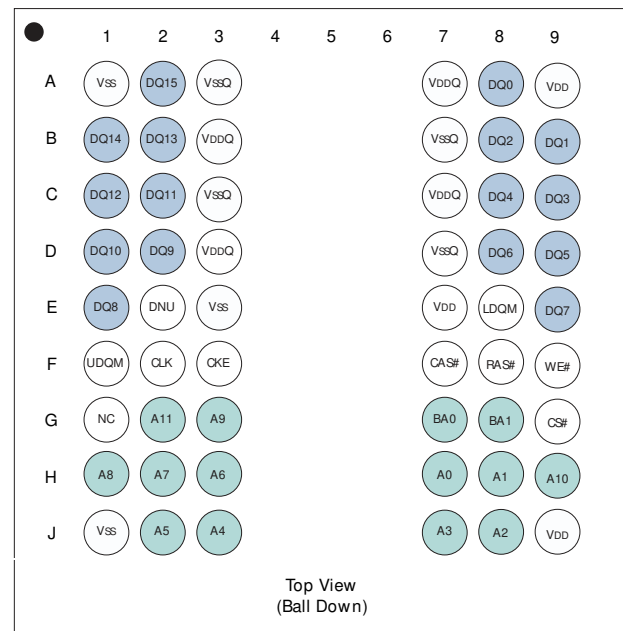 1 2 3 4 5 6 7 8 9
A VSS DQ15 VSSQ VDDQ DQ0 VDD
B DQ14 DQ13 VDDQ VSSQ DQ2 DQ1
C DQ12 DQ11 VSSQ VDDQ DQ4 DQ3
D DQ10 DQ9 VDDQ VSSQ DQ6 DQ5
E DQ8 DNU VSS VDD LDQM DQ7
F UDQM CLK CKE CAS# RAS# WE#
G NC A11 A9 BA0 BA1 CS#
H A8 A7 A6 A0 A1 A10
J VSS A5 A4 A3 A2 VDD
Top View
(Ball Down)